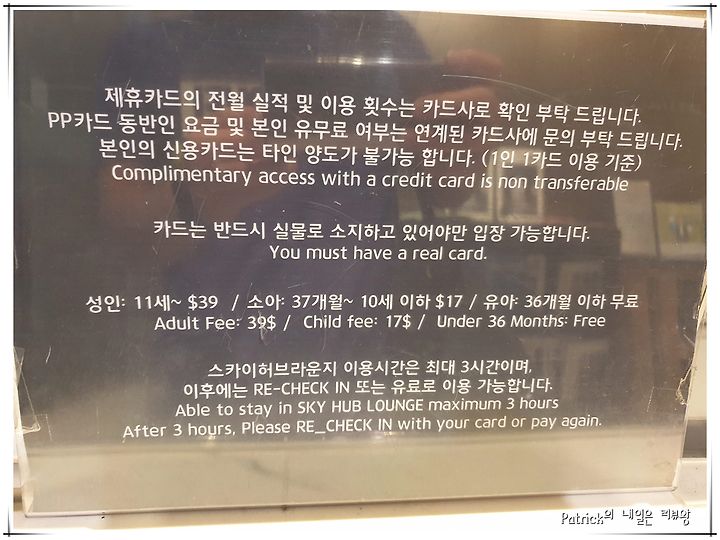 제휴카드의 전월 실적 및 이용 횟수는 카드사로 확인 부탁 드립니다.
PP카드 동반인 요금 및 본인 유무료 여부는 연계된 카드사에 문의 부탁 드립니다.
본인의 신용카드는 타인 양도가 불가능 합니다. (1인 1카드 이용 기준)
Complimentary access with a credit card is non transferable
카드는 반드시 실물로 소지하고 있어야만 입장 가능합니다.
You must have a real card.
성인: 11세~ $39 / 소아: 37개월~ 10세 이하 $17 / 유아: 36개월 이하 무료
Adult Fee: 39$ / Child fee: 17$ / Under 36 Months: Free
스카이허브라운지 이용시간은 최대 3시간이며,
이후에는 RE-CHECK IN 또는 유료로 이용 가능합니다.
Able to stay in SKY HUB LOUNGE maximum 3 hours
After 3 hours, Please RE_CHECK IN with your card or pay again.
Patrick의 내일은 리뷰왕